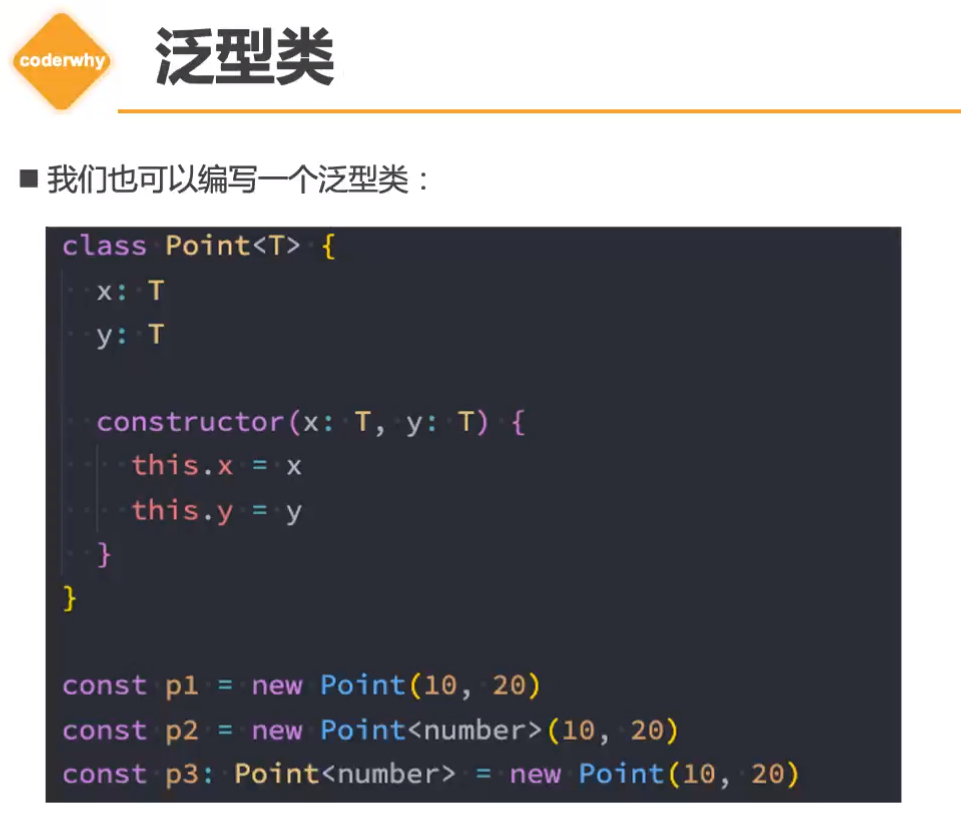 coderwhy
泛型类
我们也可以编写一个泛型类：
class Point<T> {
  x: T
  y: T
  constructor(x: T, y: T) {
    this.x = x
    this.y = y
  }
}
const p1 = new Point(10, 20)
const p2 = new Point<number>(10, 20)
const p3: Point<number> = new Point(10, 20)